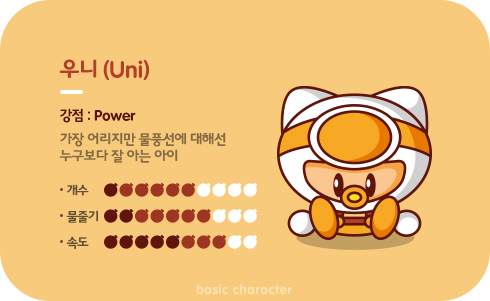 우니 (Uni)
강점 : Power
가장 어리지만 물풍선에 대해선
누구보다 잘 아는 아이
• 개수
• 물줄기
• 속도
basic character